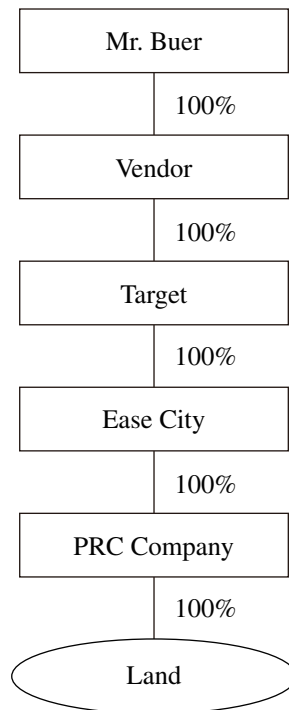 Mr. Buer
100%
Vendor
100%
Target
100%
Ease City
100%
PRC Company
100%
Land